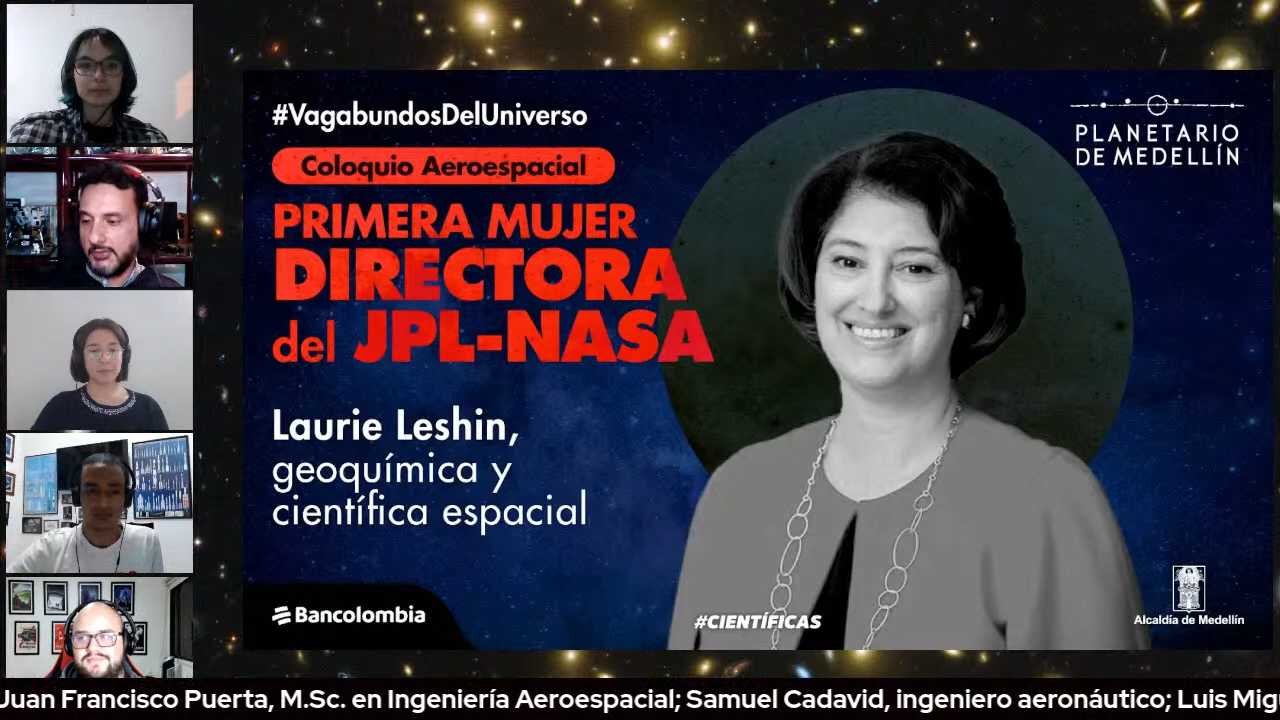 #VagabundosDelUniverso
Coloquio Aeroespacial
PRIMERA MUJER
DIRECTORA
del JPL-NASA
Laurie Leshin,
geoquímica y
científica espacial
PLANETARIO
DE MEDELLÍN
Bancolombia
#CIENTÍFICAS
Alcaldía de Medellín
Juan Francisco Puerta, M.Sc. en Ingeniería Aeroespacial; Samuel Cadavid, ingeniero aeronáutico; Luis Mig